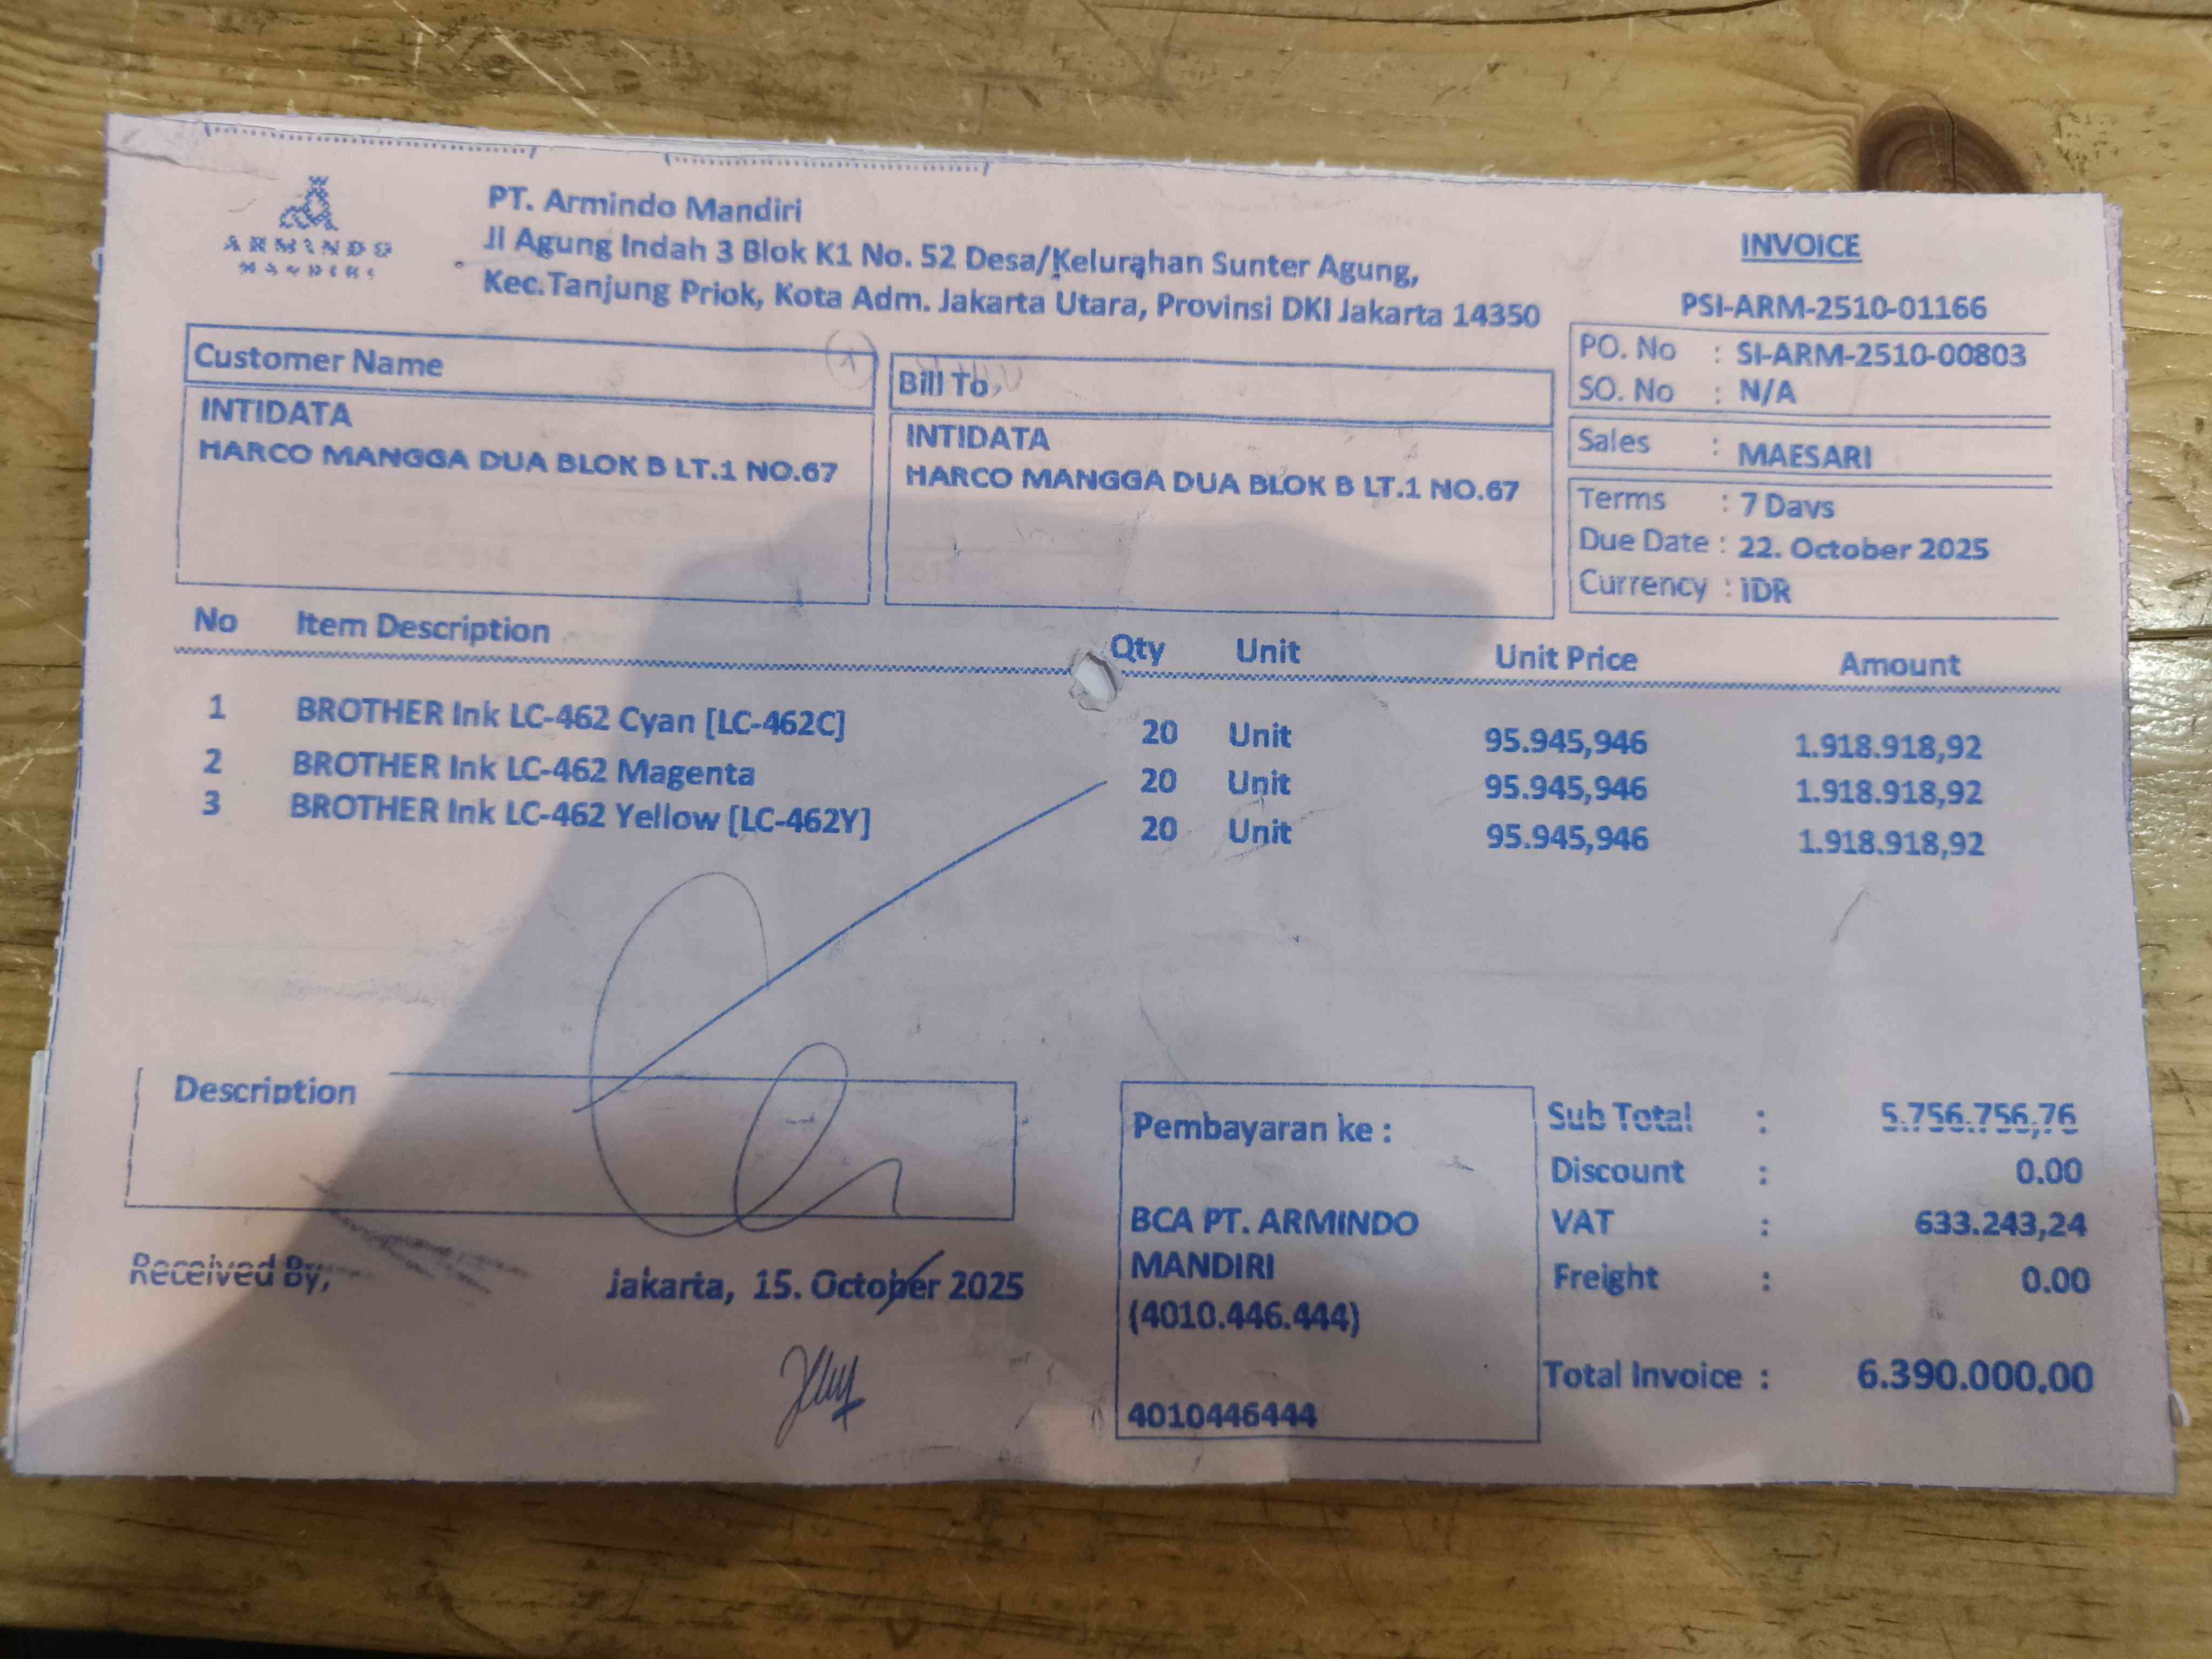 ARMINDO
MANDIRI
PT. Armindo Mandiri
Jl Agung Indah 3 Blok K1 No. 52 Desa/Kelurahan Sunter Agung,
Kec.Tanjung Priok, Kota Adm. Jakarta Utara, Provinsi DKI Jakarta 14350
INVOICE
PSI-ARM-2510-01166
PO. No : SI-ARM-2510-00803
SO. No : N/A
Sales : MAESARI
Terms : 7 Days
Due Date : 22. October 2025
Currency : IDR
Customer Name
INTIDATA
HARCO MANGGA DUA BLOK B LT.1 NO.67
Bill To,
INTIDATA
HARCO MANGGA DUA BLOK B LT.1 NO.67
No Item Description Qty Unit Unit Price Amount
1 BROTHER Ink LC-462 Cyan [LC-462C] 20 Unit 95.945,946 1.918.918,92
2 BROTHER Ink LC-462 Magenta 20 Unit 95.945,946 1.918.918,92
3 BROTHER Ink LC-462 Yellow [LC-462Y] 20 Unit 95.945,946 1.918.918,92
Description
Received By,
Jakarta, 15. October 2025
Pembayaran ke :
BCA PT. ARMINDO
MANDIRI
(4010.446.444)
4010446444
Sub Total : 5.756.756,76
Discount : 0.00
VAT : 633.243,24
Freight : 0.00
Total Invoice : 6.390.000,00